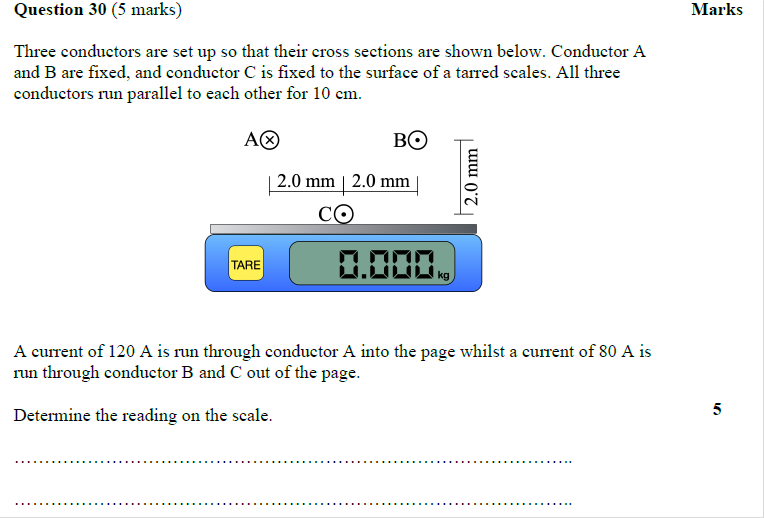 Question 30 (5 marks) Marks
Three conductors are set up so that their cross sections are shown below. Conductor A
and B are fixed, and conductor C is fixed to the surface of a tarred scales. All three
conductors run parallel to each other for 10 cm.
A B
2.0 mm 2.0 mm
2.0 mm
C
TARE 0.000 kg
A current of 120 A is run through conductor A into the page whilst a current of 80 A is
run through conductor B and C out of the page.
5
Determine the reading on the scale.